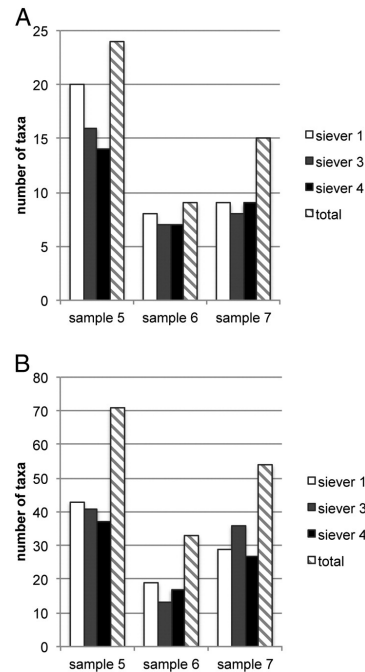 A
25
20
15
10
5
0
number of taxa
sample 5 sample 6 sample 7
siever 1
siever 3
siever 4
total
B
80
70
60
50
40
30
20
10
0
number of taxa
sample 5 sample 6 sample 7
siever 1
siever 3
siever 4
total